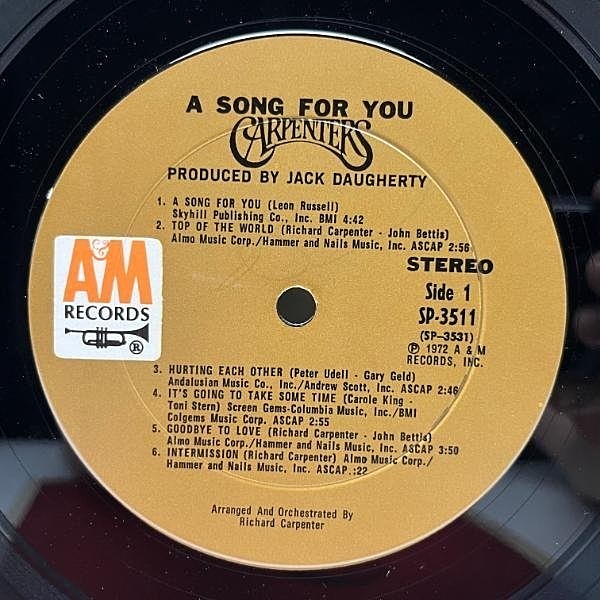 A SONG FOR YOU
CARPENTERS
PRODUCED BY JACK DAUGHERTY
1. A SONG FOR YOU (Leon Russell)
Skyhill Publishing Co., Inc. BMI 4:42
2. TOP OF THE WORLD (Richard Carpenter - John Bettis)
Almo Music Corp./Hammer and Nails Music, Inc. ASCAP 2:56
A&M
RECORDS
®
STEREO
Side 1
SP-3511
(SP-3531)
℗ 1972 A & M
RECORDS, INC.
3. HURTING EACH OTHER (Peter Udell - Gary Geld)
Andalusian Music Co., Inc./Andrew Scott, Inc. ASCAP 2:46
4. IT'S GOING TO TAKE SOME TIME (Carole King -
Toni Stern) Screen Gems-Columbia Music, Inc./BMI
Colgems Music Corp. ASCAP 2:55
5. GOODBYE TO LOVE (Richard Carpenter - John Bettis)
Almo Music Corp./Hammer and Nails Music, Inc. ASCAP 3:50
6. INTERMISSION (Richard Carpenter) Almo Music Corp./
Hammer and Nails Music, Inc. ASCAP.:22
Arranged And Orchestrated By
Richard Carpenter